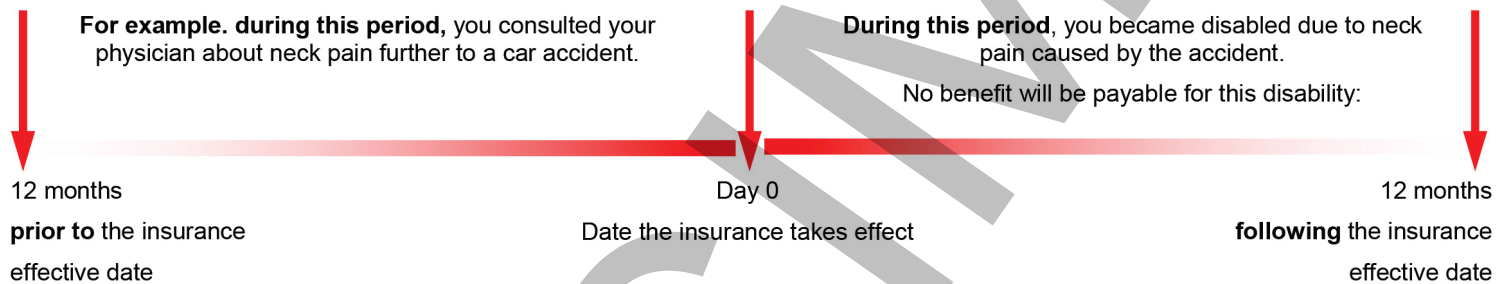 For example. during this period, you consulted your
physician about neck pain further to a car accident.
During this period, you became disabled due to neck
pain caused by the accident.
No benefit will be payable for this disability:
12 months
prior to the insurance
effective date
Day 0
Date the insurance takes effect
12 months
following the insurance
effective date